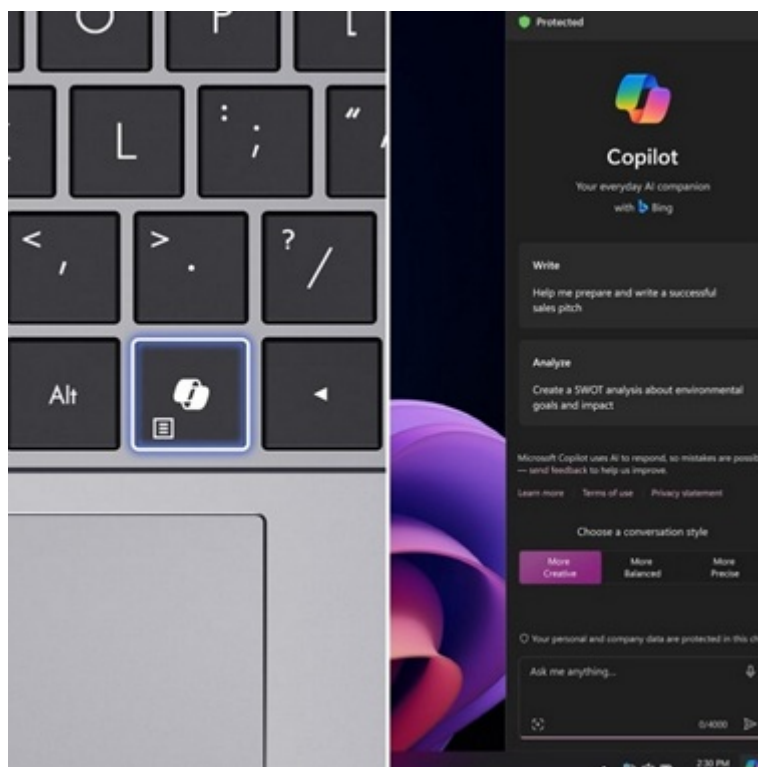 O P [
L : ;
"
< , > . ? /
Alt
Protected
Copilot
Your everyday AI companion
with Bing
Write
Help me prepare and write a successful
sales pitch
Analyze
Create a SWOT analysis about environmental
goals and impact
Microsoft Copilot uses AI to respond, so mistakes are
— send feedback to help us improve.
Learn more Terms of use Privacy statement
Choose a conversation style
More
Creative
More
Balanced
More
Precise
Your personal and company data are protected in this
Ask me anything...
0/4000
2:30 PM